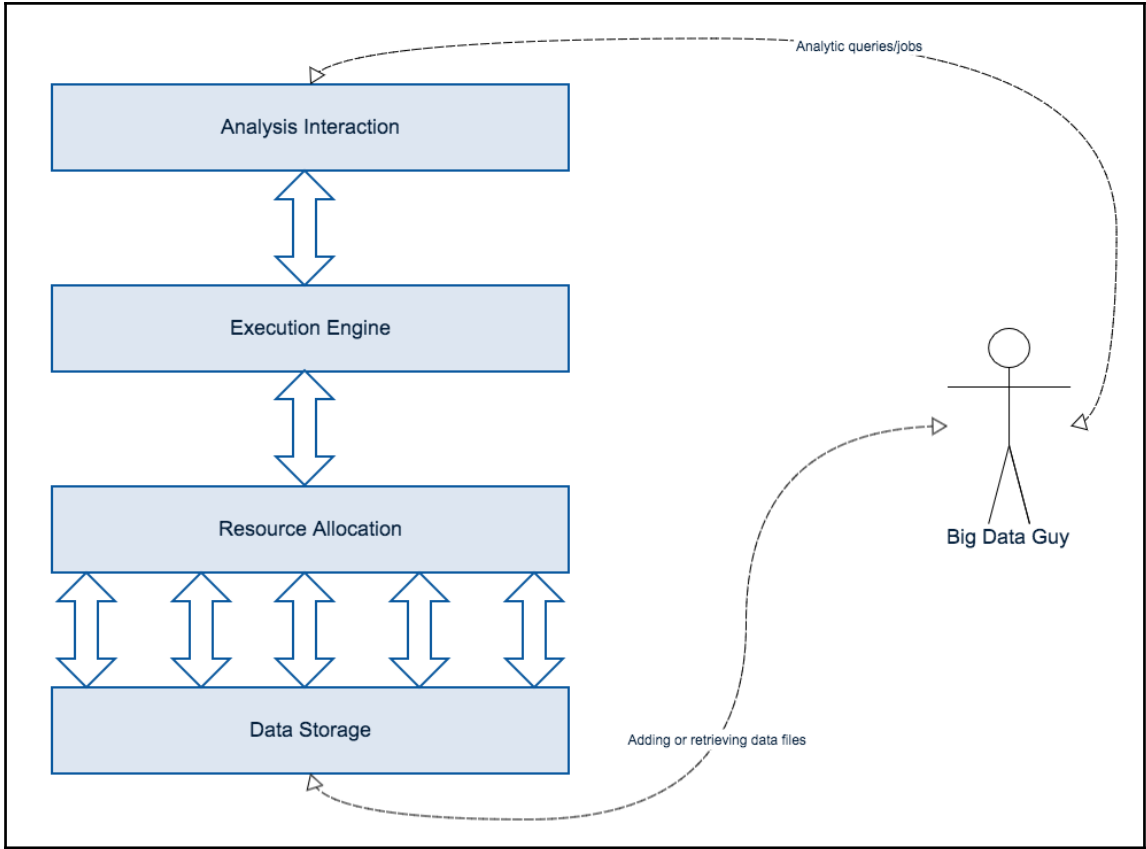 Analytic queries/jobs
Analysis Interaction
Execution Engine
Resource Allocation
Big Data Guy
Data Storage
Adding or retrieving data files